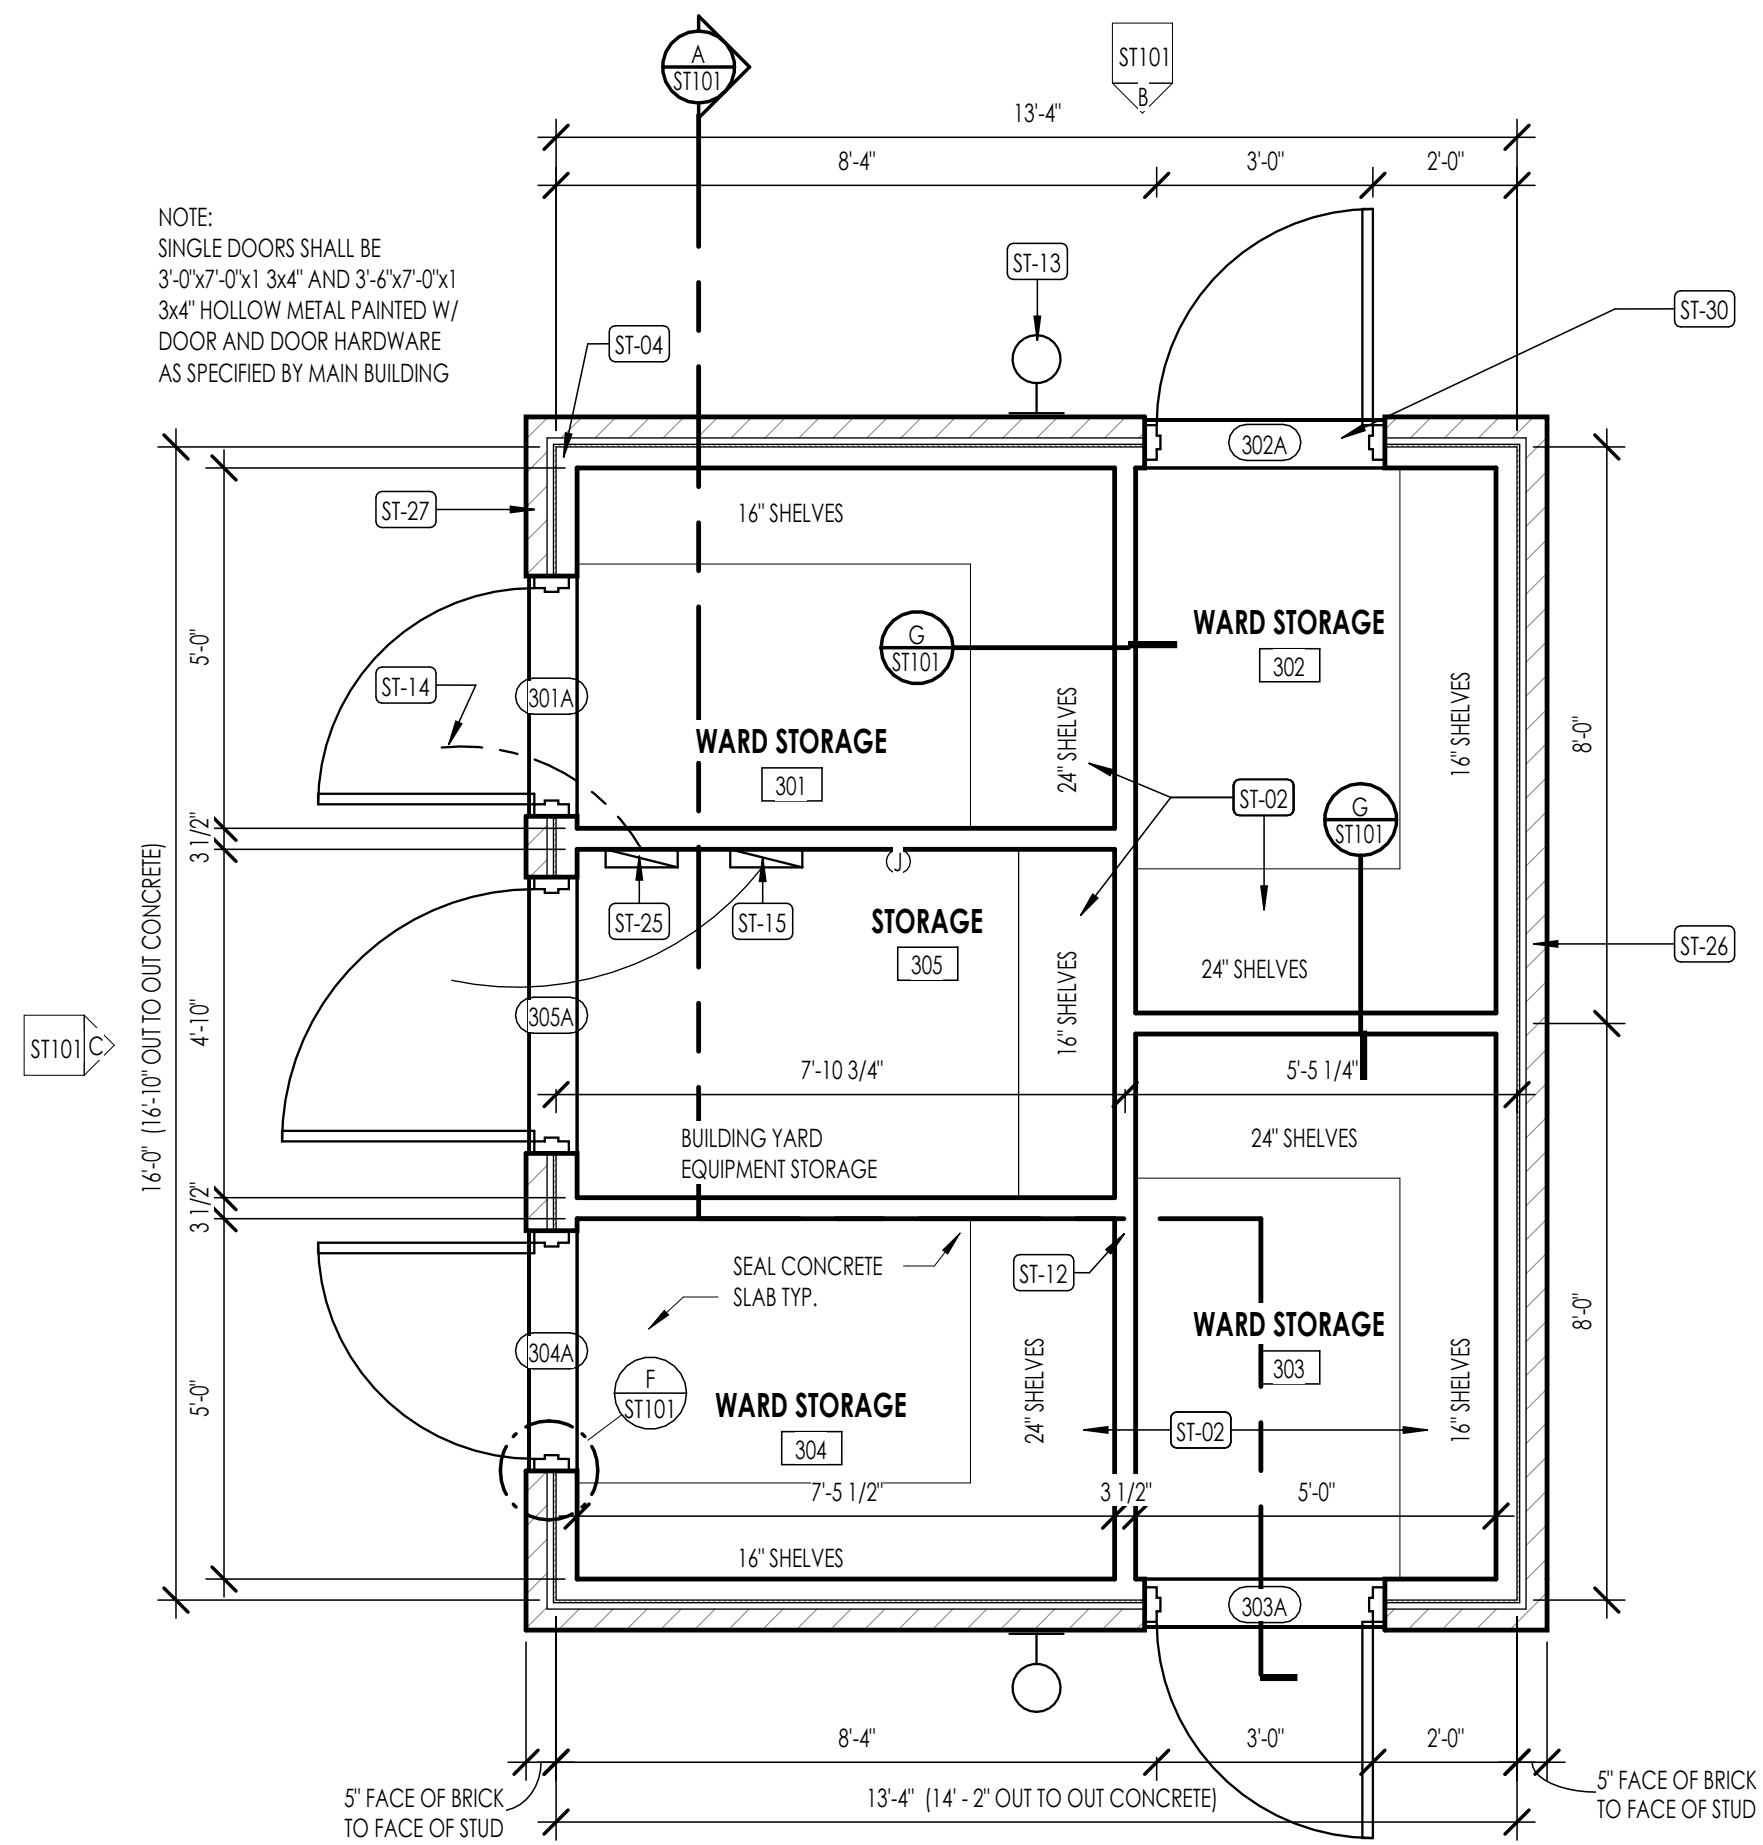 A
ST101
ST101
B
13'-4"
8'-4"
3'-0"
2'-0"
NOTE:
SINGLE DOORS SHALL BE
3'-0"x7'-0"x1 3x4" AND 3'-6"x7'-0"x1
3x4" HOLLOW METAL PAINTED W/
DOOR AND DOOR HARDWARE
AS SPECIFIED BY MAIN BUILDING
ST-13
ST-30
ST-04
302A
ST-27
16" SHELVES
WARD STORAGE
302
G
ST101
5'-0"
ST-14
301A
24" SHELVES
16" SHELVES
8'-0"
WARD STORAGE
301
ST-02
G
ST101
3 1/2"
(J)
ST-25
ST-15
STORAGE
305
16" SHELVES
24" SHELVES
ST-26
16'-0" (16'-10" OUT TO OUT CONCRETE)
4'-10"
305A
ST101
C
7'-10 3/4"
5'-5 1/4"
BUILDING YARD
EQUIPMENT STORAGE
24" SHELVES
3 1/2"
SEAL CONCRETE
SLAB TYP.
ST-12
304A
WARD STORAGE
303
8'-0"
F
ST101
5'-0"
WARD STORAGE
304
24" SHELVES
ST-02
16" SHELVES
7'-5 1/2"
3 1/2"
5'-0"
16" SHELVES
303A
8'-4"
3'-0"
2'-0"
5" FACE OF BRICK
TO FACE OF STUD
13'-4" (14' - 2" OUT TO OUT CONCRETE)
5" FACE OF BRICK
TO FACE OF STUD